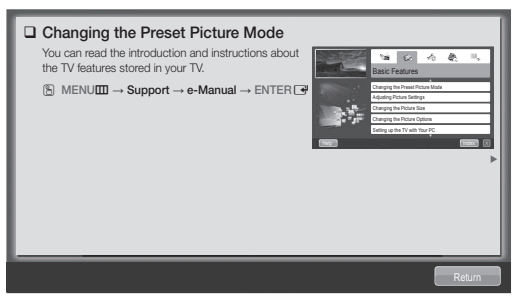 ❑ Changing the Preset Picture Mode
You can read the introduction and instructions about
the TV features stored in your TV.
MENU → Support → e-Manual → ENTER
Basic Features
Changing the Preset Picture Mode
Adjusting Picture Settings
Changing the Picture Size
Changing the Picture Options
Setting up the TV with Your PC
Help
Index
X
Return